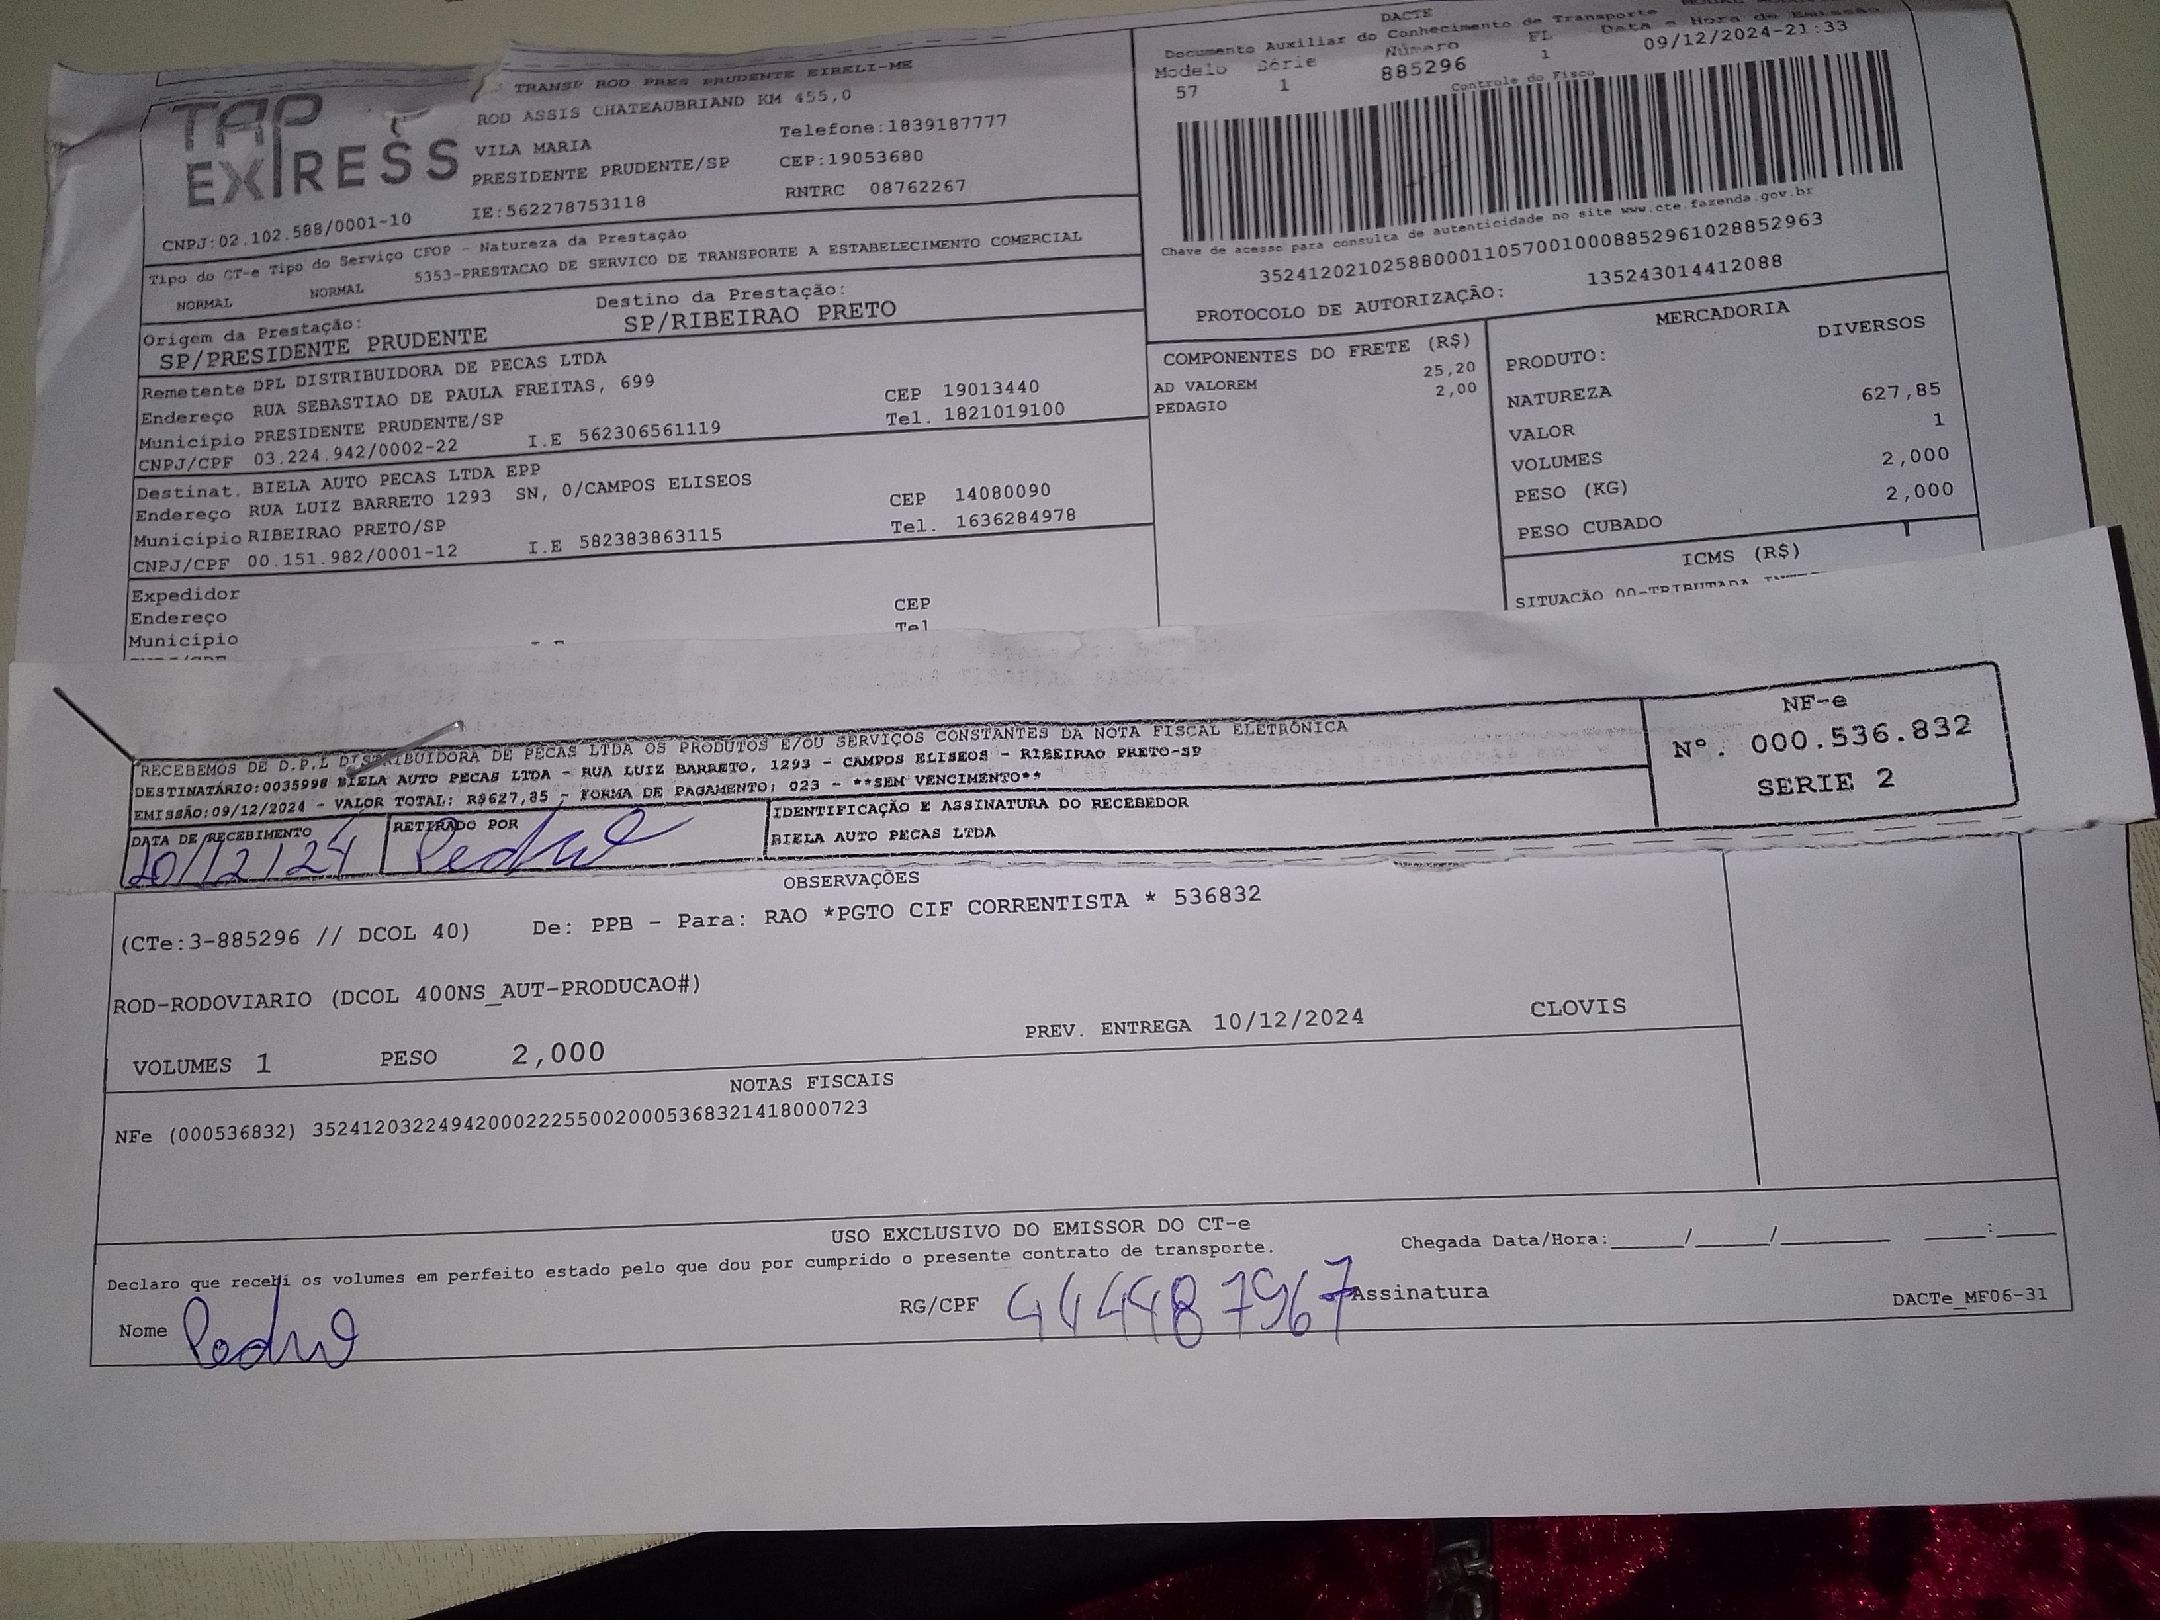 DACTE
Documento Auxiliar do Conhecimento de Transporte
Modelo Série Número FL Data e Hora de Emissão
57 1 885296 1 09/12/2024-21:33
Controle do Fisco
TAP EXPRESS
TRANSP ROD PRES PRUDENTE EIRELI-ME
ROD ASSIS CHATEAUBRIAND KM 455,0
VILA MARIA Telefone:1839187777
PRESIDENTE PRUDENTE/SP CEP:19053680
CNPJ:02.102.588/0001-10 IE:562278753118 RNTRC 08762267
Chave de acesso para consulta de autenticidade no site www.cte.fazenda.gov.br
35241202102588000110570010008852961028852963
PROTOCOLO DE AUTORIZAÇÃO: 135243014412088
Tipo do CT-e Tipo do Serviço CFOP - Natureza da Prestação
NORMAL NORMAL 5353-PRESTACAO DE SERVICO DE TRANSPORTE A ESTABELECIMENTO COMERCIAL
Origem da Prestação: Destino da Prestação:
SP/PRESIDENTE PRUDENTE SP/RIBEIRAO PRETO
Remetente DPL DISTRIBUIDORA DE PECAS LTDA
Endereço RUA SEBASTIAO DE PAULA FREITAS, 699 CEP 19013440
Município PRESIDENTE PRUDENTE/SP Tel. 1821019100
CNPJ/CPF 03.224.942/0002-22 I.E 562306561119
Destinat. BIELA AUTO PECAS LTDA EPP
Endereço RUA LUIZ BARRETO 1293 SN, 0/CAMPOS ELISEOS CEP 14080090
Município RIBEIRAO PRETO/SP Tel. 1636284978
CNPJ/CPF 00.151.982/0001-12 I.E 582383863115
Expedidor
Endereço CEP
Município Tel
COMPONENTES DO FRETE (R$)
AD VALOREM 25,20
PEDAGIO 2,00
MERCADORIA
PRODUTO: DIVERSOS
NATUREZA
VALOR 627,85
VOLUMES 1
PESO (KG) 2,000
PESO CUBADO 2,000
ICMS (R$)
SITUAÇÃO 00-TRIBUTADA
RECEBEMOS DE D.P.L DISTRIBUIDORA DE PECAS LTDA OS PRODUTOS E/OU SERVIÇOS CONSTANTES DA NOTA FISCAL ELETRÔNICA
DESTINATÁRIO:0035998 BIELA AUTO PECAS LTDA - RUA LUIZ BARRETO, 1293 - CAMPOS ELISEOS - RIBEIRAO PRETO-SP
EMISSÃO:09/12/2024 - VALOR TOTAL: R$627,85 - FORMA DE PAGAMENTO: 023 - **SEM VENCIMENTO**
DATA DE RECEBIMENTO RETIRADO POR IDENTIFICAÇÃO E ASSINATURA DO RECEBEDOR
10/12/24 Pedro BIELA AUTO PECAS LTDA
NF-e
Nº. 000.536.832
SERIE 2
OBSERVAÇÕES
(CTe:3-885296 // DCOL 40) De: PPB - Para: RAO *PGTO CIF CORRENTISTA * 536832
ROD-RODOVIARIO (DCOL 400NS_AUT-PRODUCAO#)
VOLUMES 1 PESO 2,000 PREV. ENTREGA 10/12/2024 CLOVIS
NOTAS FISCAIS
NFe (000536832) 35241203224942000222550020005368321418000723
USO EXCLUSIVO DO EMISSOR DO CT-e
Declaro que recebi os volumes em perfeito estado pelo que dou por cumprido o presente contrato de transporte. Chegada Data/Hora:_____/_____/_______ ____:____
Nome Pedro RG/CPF 444487967 Assinatura DACTe_MF06-31